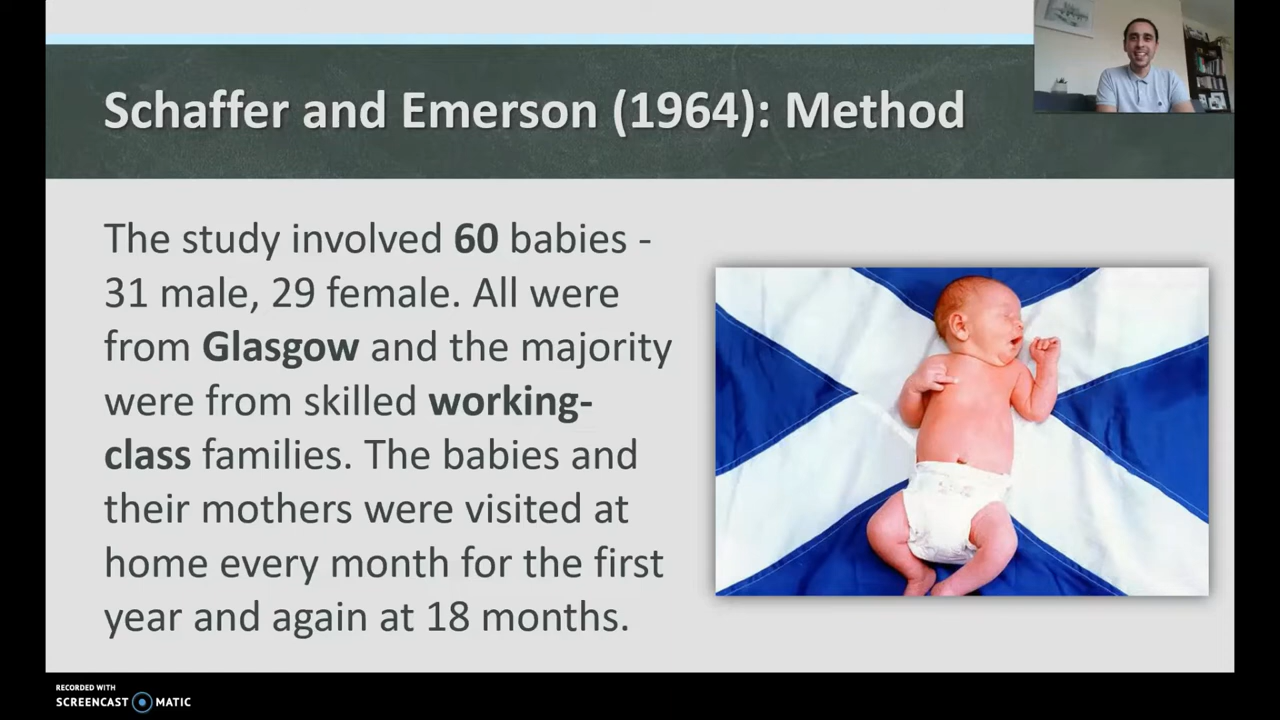 Schaffer and Emerson (1964): Method
The study involved 60 babies -
31 male, 29 female. All were
from Glasgow and the majority
were from skilled working-
class families. The babies and
their mothers were visited at
home every month for the first
year and again at 18 months.
RECORDED WITH
SCREENCAST MATIC